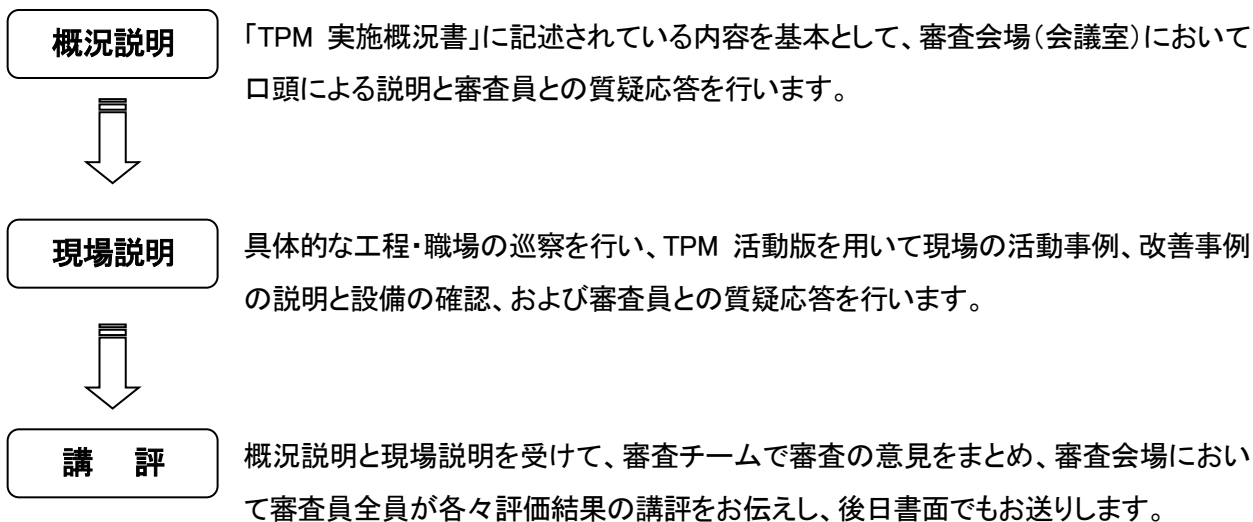 概況説明
「TPM 実施概況書」に記述されている内容を基本として、審査会場（会議室）において
口頭による説明と審査員との質疑応答を行います。
現場説明
具体的な工程・職場の巡察を行い、TPM 活動版を用いて現場の活動事例、改善事例
の説明と設備の確認、および審査員との質疑応答を行います。
講　評
概況説明と現場説明を受けて、審査チームで審査の意見をまとめ、審査会場におい
て審査員全員が各々評価結果の講評をお伝えし、後日書面でもお送りします。